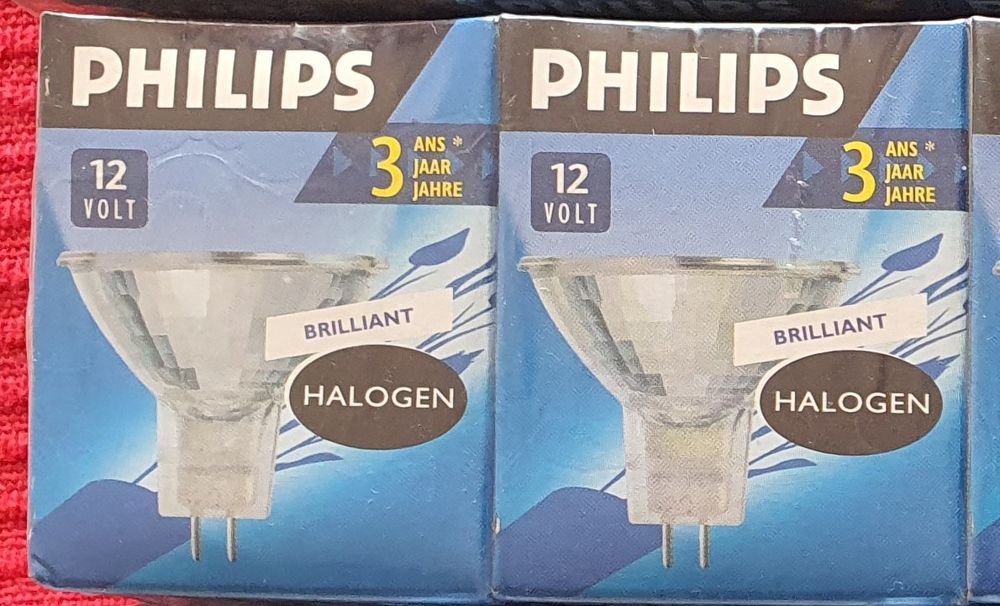 PHILIPS
12
VOLT
3 ANS *
JAAR
JAHRE
BRILLIANT
HALOGEN
PHILIPS
12
VOLT
3 ANS *
JAAR
JAHRE
BRILLIANT
HALOGEN